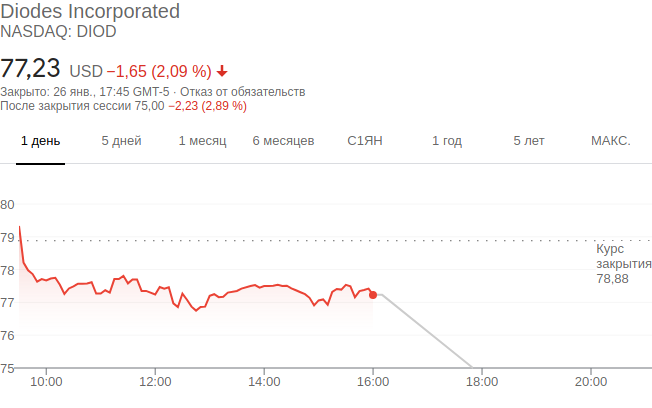 Diodes Incorporated
NASDAQ: DIOD
77,23 USD −1,65 (2,09 %)
Закрыто: 26 янв., 17:45 GMT-5 · Отказ от обязательств
После закрытия сессии 75,00 −2,23 (2,89 %)
1 день 5 дней 1 месяц 6 месяцев С1ЯН 1 год 5 лет МАКС.
80
79
Курс
закрытия
78,88
78
77
76
75
10:00 12:00 14:00 16:00 18:00 20:00